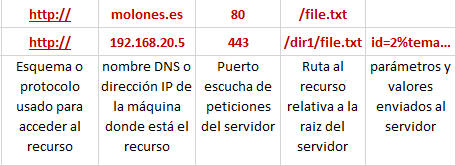 http:// molones.es 80 /file.txt
http:// 192.168.20.5 443 /dir1/file.txt id=2%tema...
Esquema o protocolo usado para acceder al recurso
nombre DNS o dirección IP de la máquina donde está el recurso
Puerto escucha de peticiones del servidor
Ruta al recurso relativa a la raiz del servidor
parámetros y valores enviados al servidor